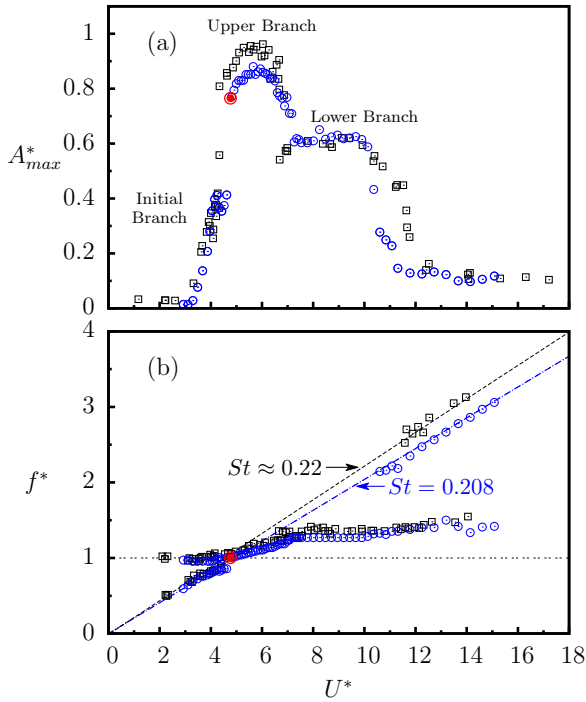 Upper Branch
(a)
1
0.8
0.6
0.4
0.2
0
A*max
Lower Branch
Initial
Branch
(b)
4
3
2
1
0
f*
St ≈ 0.22
St = 0.208
0 2 4 6 8 10 12 14 16 18
U*